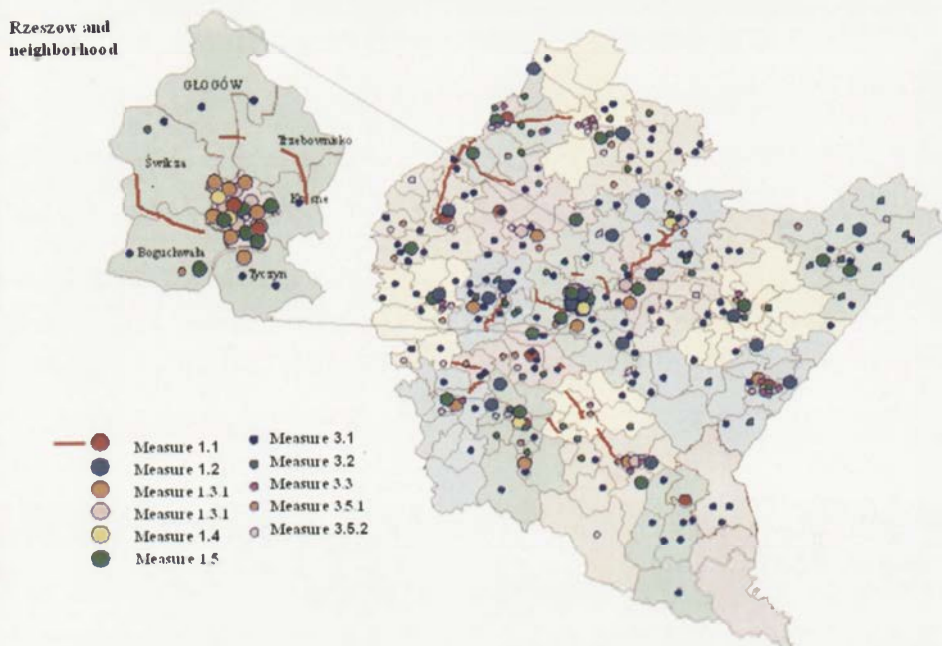 Rzeszow and
neighborhood
GŁOGÓW
Trzebownisko
Świlcza
Krasne
Boguchwała
Tyczyn
Measure 1.1
Measure 1.2
Measure 1.3.1
Measure 1.3.1
Measure 1.4
Measure 1.5
Measure 3.1
Measure 3.2
Measure 3.3
Measure 3.5.1
Measure 3.5.2